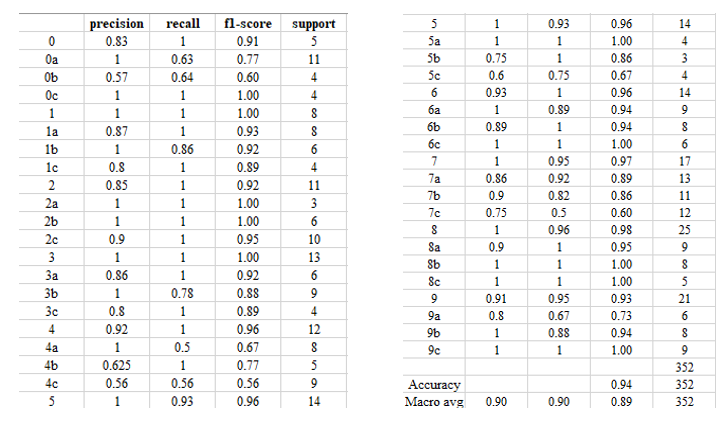 precision recall f1-score support
0 0.83 1 0.91 5
0a 1 0.63 0.77 11
0b 0.57 0.64 0.60 4
0c 1 1 1.00 4
1 1 1 1.00 8
1a 0.87 1 0.93 8
1b 1 0.86 0.92 6
1c 0.8 1 0.89 4
2 0.85 1 0.92 11
2a 1 1 1.00 3
2b 1 1 1.00 6
2c 0.9 1 0.95 10
3 1 1 1.00 13
3a 0.86 1 0.92 6
3b 1 0.78 0.88 9
3c 0.8 1 0.89 4
4 0.92 1 0.96 12
4a 1 0.5 0.67 8
4b 0.625 1 0.77 5
4c 0.56 0.56 0.56 9
5 1 0.93 0.96 14
5 1 0.93 0.96 14
5a 1 1 1.00 4
5b 0.75 1 0.86 3
5c 0.6 0.75 0.67 4
6 0.93 1 0.96 14
6a 1 0.89 0.94 9
6b 0.89 1 0.94 8
6c 1 1 1.00 6
7 1 0.95 0.97 17
7a 0.86 0.92 0.89 13
7b 0.9 0.82 0.86 11
7c 0.75 0.5 0.60 12
8 1 0.96 0.98 25
8a 0.9 1 0.95 9
8b 1 1 1.00 8
8c 1 1 1.00 5
9 0.91 0.95 0.93 21
9a 0.8 0.67 0.73 6
9b 1 0.88 0.94 8
9c 1 1 1.00 9
352
Accuracy 0.94 352
Macro avg 0.90 0.90 0.89 352